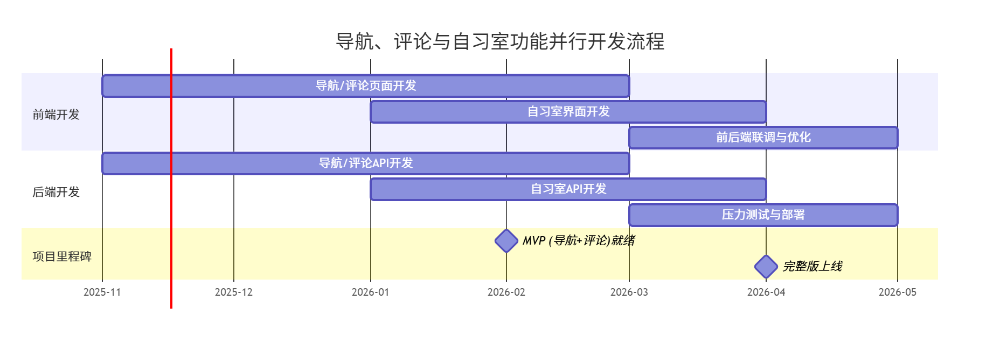 导航、评论与自习室功能并行开发流程
前端开发
导航/评论页面开发
自习室界面开发
前后端联调与优化
后端开发
导航/评论API开发
自习室API开发
压力测试与部署
项目里程碑
MVP (导航+评论)就绪
完整版上线
2025-11 2025-12 2026-01 2026-02 2026-03 2026-04 2026-05